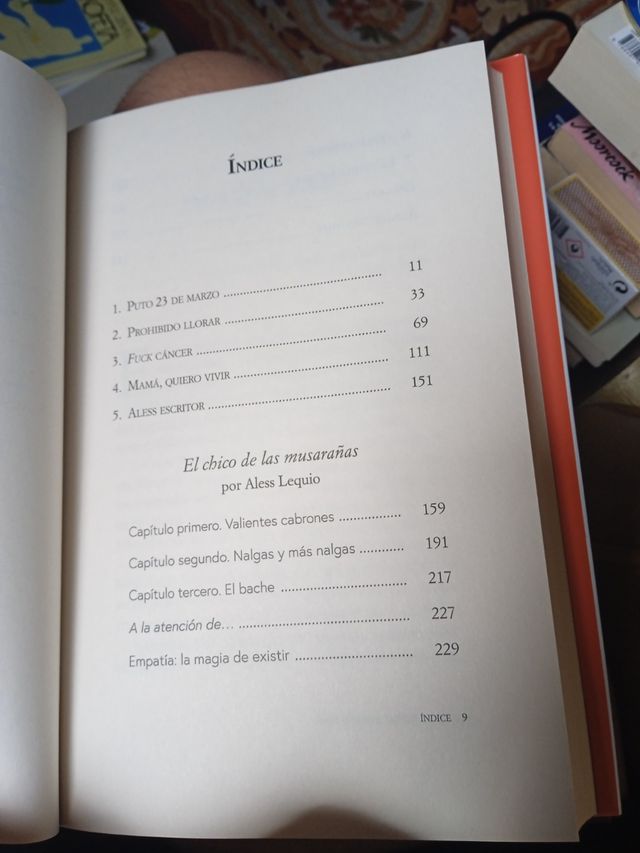 ÍNDICE
1. PUTO 23 DE MARZO ........................................ 11
2. PROHIBIDO LLORAR ........................................ 33
3. FUCK CÁNCER ............................................... 69
4. MAMÁ, QUIERO VIVIR ...................................... 111
5. ALESS ESCRITOR ............................................ 151
El chico de las musarañas
por Aless Lequio
Capítulo primero. Valientes cabrones ................ 159
Capítulo segundo. Nalgas y más nalgas ............ 191
Capítulo tercero. El bache ................................ 217
A la atención de… ............................................ 227
Empatía: la magia de existir .............................. 229
ÍNDICE 9
Moorcock